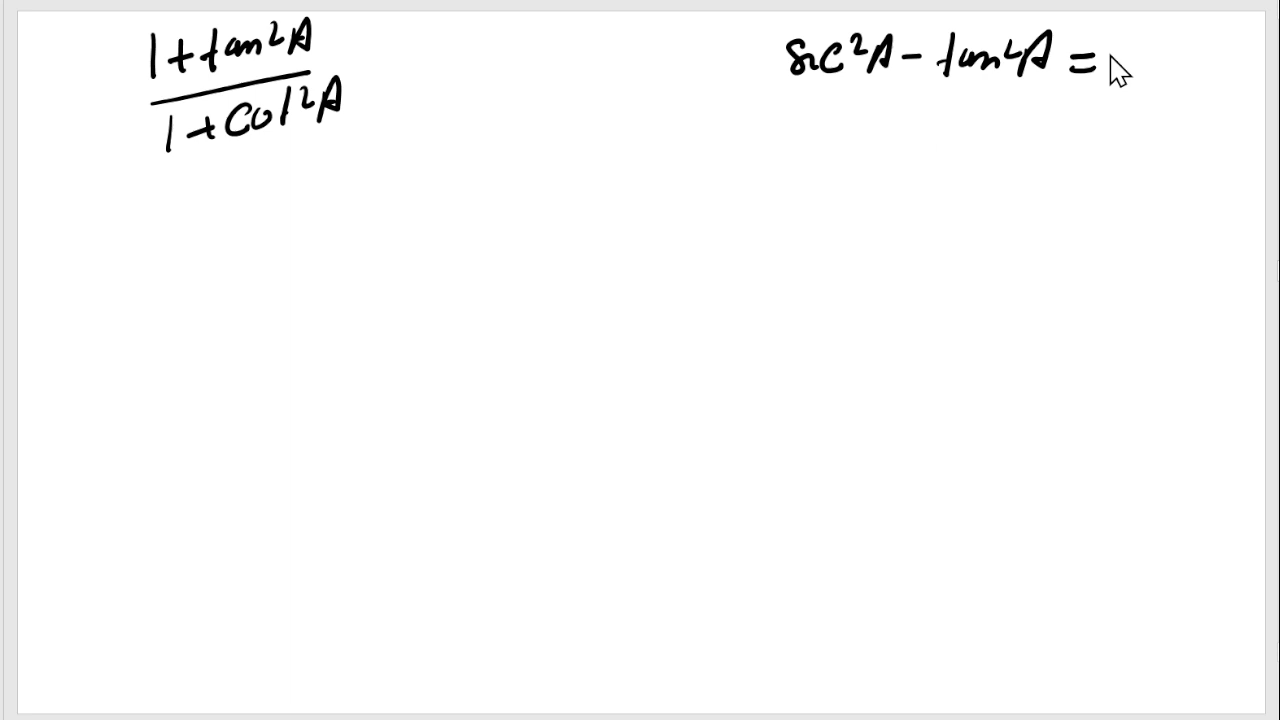 1 + tan²A
1 + Cot²A
sec²A - tan²A =